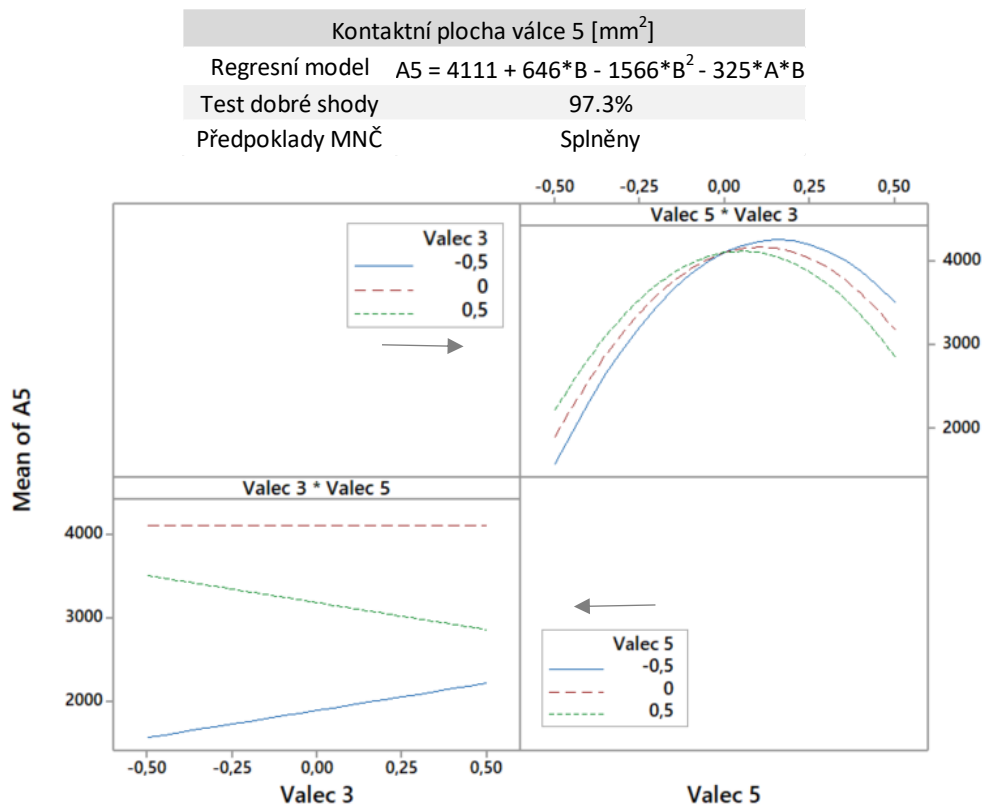 Kontaktní plocha válce 5 [mm²]
Regresní model A5 = 4111 + 646*B - 1566*B² - 325*A*B
Test dobré shody 97.3%
Předpoklady MNČ Splněny
-0,50 -0,25 0,00 0,25 0,50
Valec 5 * Valec 3
Valec 3
-0,5
0
0,5
4000
3000
2000
Mean of A5
Valec 3 * Valec 5
4000
3000
2000
Valec 5
-0,5
0
0,5
-0,50 -0,25 0,00 0,25 0,50
Valec 3 Valec 5